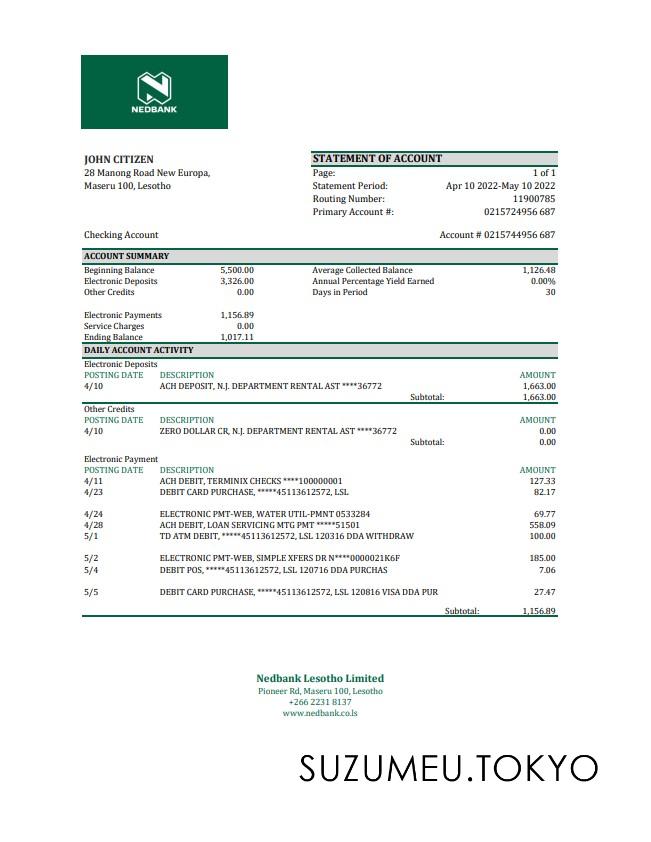 NEDBANK
JOHN CITIZEN
28 Manong Road New Europa,
Maseru 100, Lesotho
STATEMENT OF ACCOUNT
Page: 1 of 1
Statement Period: Apr 10 2022-May 10 2022
Routing Number: 11900785
Primary Account #: 0215724956 687
Checking Account Account # 0215744956 687
ACCOUNT SUMMARY
Beginning Balance 5,500.00 Average Collected Balance 1,126.48
Electronic Deposits 3,326.00 Annual Percentage Yield Earned 0.00%
Other Credits 0.00 Days in Period 30
Electronic Payments 1,156.89
Service Charges 0.00
Ending Balance 1,017.11
DAILY ACCOUNT ACTIVITY
Electronic Deposits
POSTING DATE DESCRIPTION AMOUNT
4/10 ACH DEPOSIT, N.J. DEPARTMENT RENTAL AST ****36772 1,663.00
Subtotal: 1,663.00
Other Credits
POSTING DATE DESCRIPTION AMOUNT
4/10 ZERO DOLLAR CR, N.J. DEPARTMENT RENTAL AST ****36772 0.00
Subtotal: 0.00
Electronic Payment
POSTING DATE DESCRIPTION AMOUNT
4/11 ACH DEBIT, TERMINIX CHECKS ****100000001 127.33
4/23 DEBIT CARD PURCHASE, *****45113612572, LSL 82.17
4/24 ELECTRONIC PMT-WEB, WATER UTIL-PMNT 0533284 69.77
4/28 ACH DEBIT, LOAN SERVICING MTG PMT *****51501 558.09
5/1 TD ATM DEBIT, *****45113612572, LSL 120316 DDA WITHDRAW 100.00
5/2 ELECTRONIC PMT-WEB, SIMPLE XFERS DR N****0000021K6F 185.00
5/4 DEBIT POS, *****45113612572, LSL 120716 DDA PURCHAS 7.06
5/5 DEBIT CARD PURCHASE, *****45113612572, LSL 120816 VISA DDA PUR 27.47
Subtotal: 1,156.89
Nedbank Lesotho Limited
Pioneer Rd, Maseru 100, Lesotho
+266 2231 8137
www.nedbank.co.ls
SUZUMEU.TOKYO